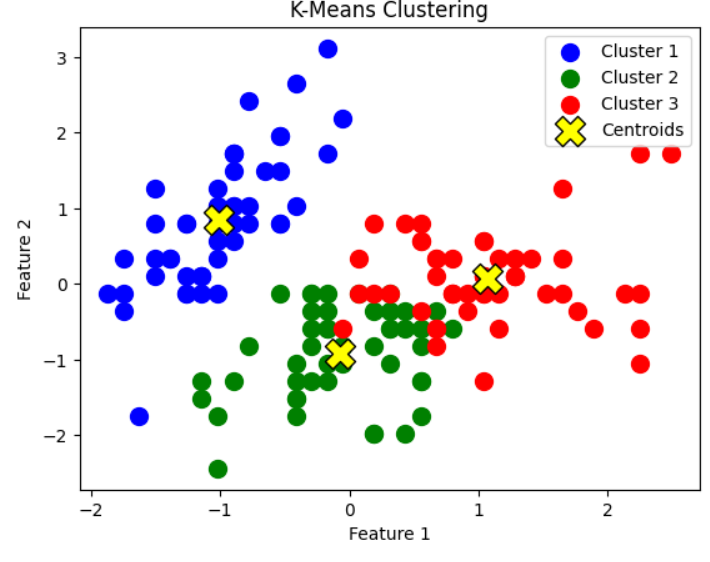 K-Means Clustering
Cluster 1
Cluster 2
Cluster 3
Centroids
3
2
1
0
−1
−2
Feature 2
−2
−1
0
1
2
Feature 1